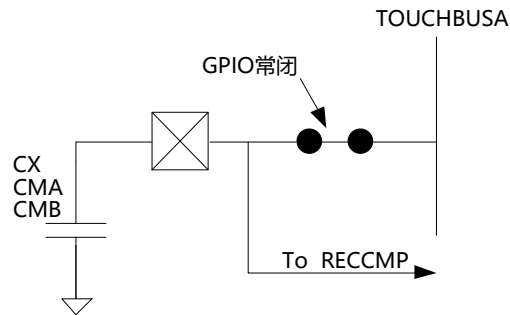 TOUCHBUSA
GPIO常闭
CX
CMA
CMB
To RECCMP